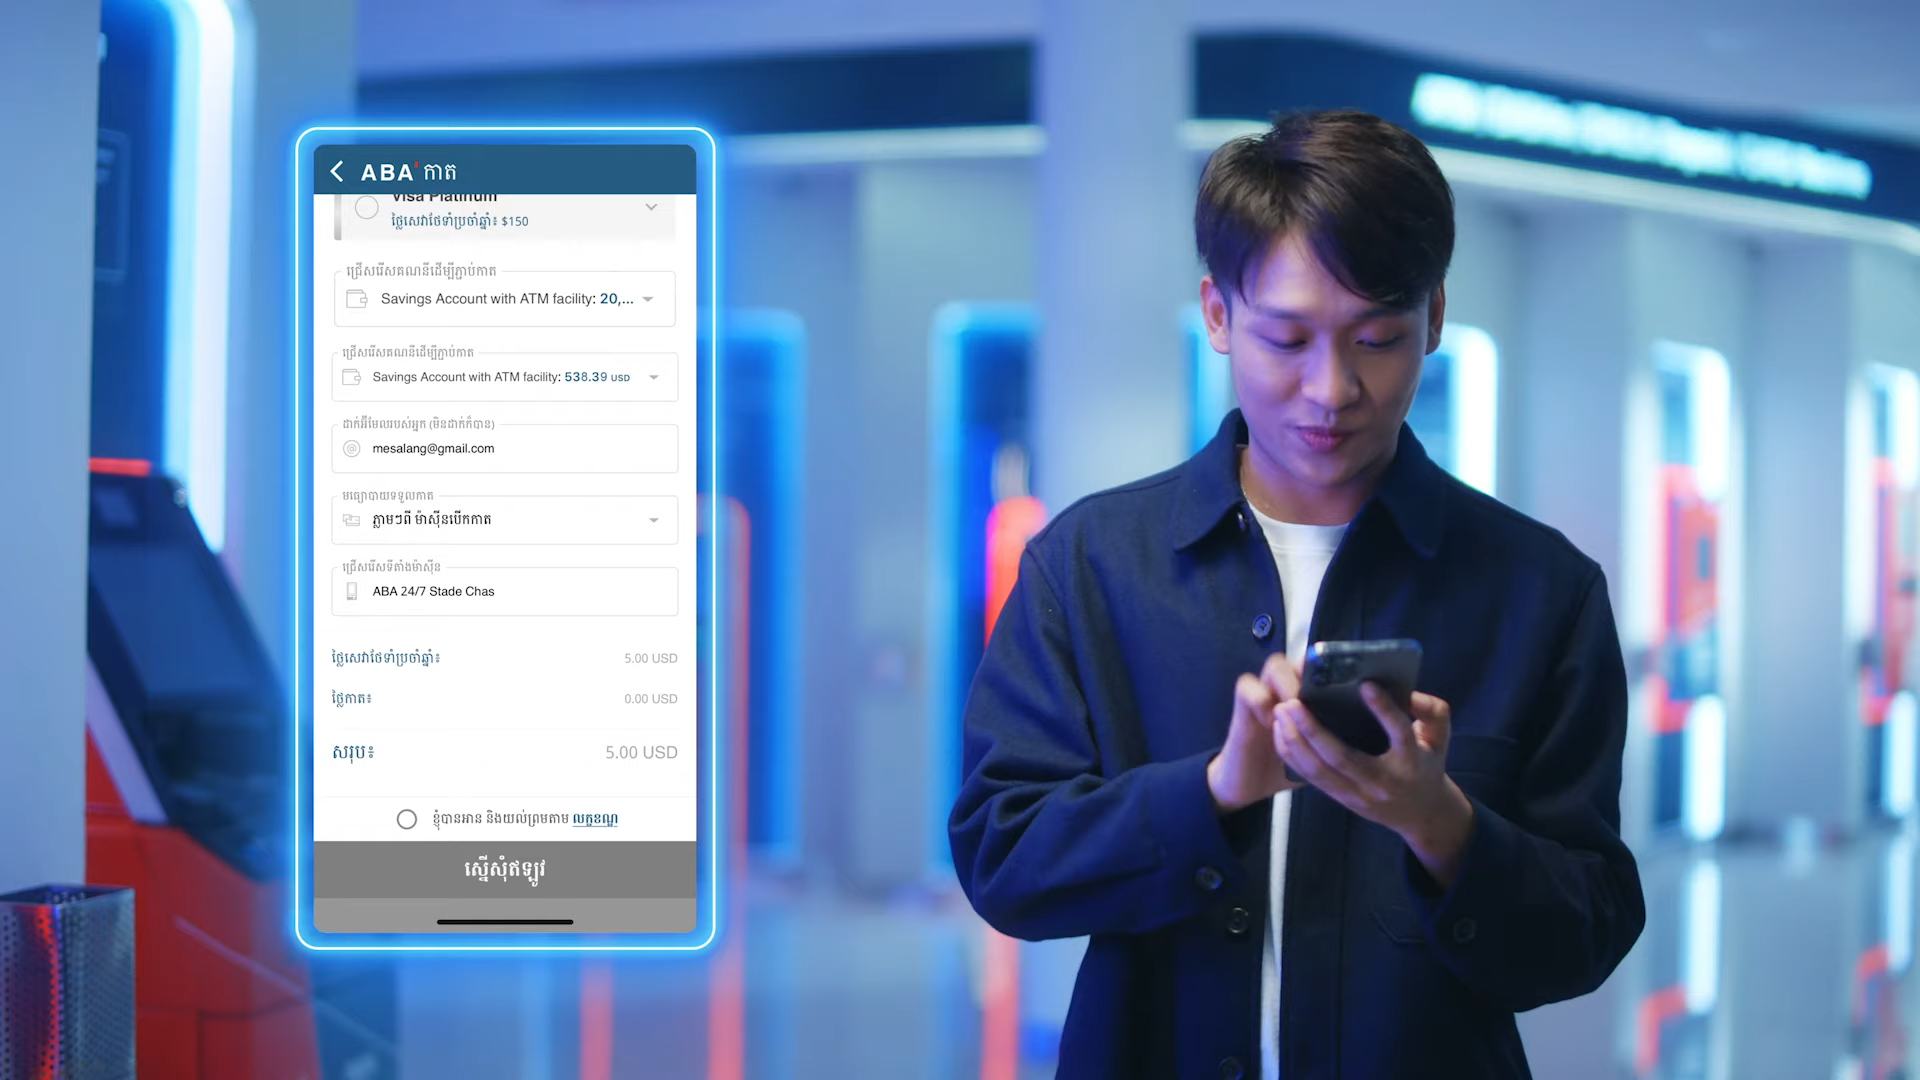 ABA' កាត
Visa Platinum
ថ្លៃសេវាថែទាំប្រចាំឆ្នាំ៖ $150
ជ្រើសរើសគណនីដើម្បីភ្ជាប់កាត
Savings Account with ATM facility: 20,...
ជ្រើសរើសគណនីដើម្បីភ្ជាប់កាត
Savings Account with ATM facility: 538.39 USD
ដាក់អ៊ីមែលរបស់អ្នក (មិនដាក់ក៏បាន)
mesalang@gmail.com
មធ្យោបាយទទួលកាត
ភ្លាមៗពី ម៉ាស៊ីនបើកកាត
ជ្រើសរើសទីតាំងម៉ាស៊ីន
ABA 24/7 Stade Chas
ថ្លៃសេវាថែទាំប្រចាំឆ្នាំ៖ 5.00 USD
ថ្លៃកាត៖ 0.00 USD
សរុប៖ 5.00 USD
ខ្ញុំបានអាន និងយល់ព្រមតាម លក្ខខណ្ឌ
ស្នើសុំឥឡូវ